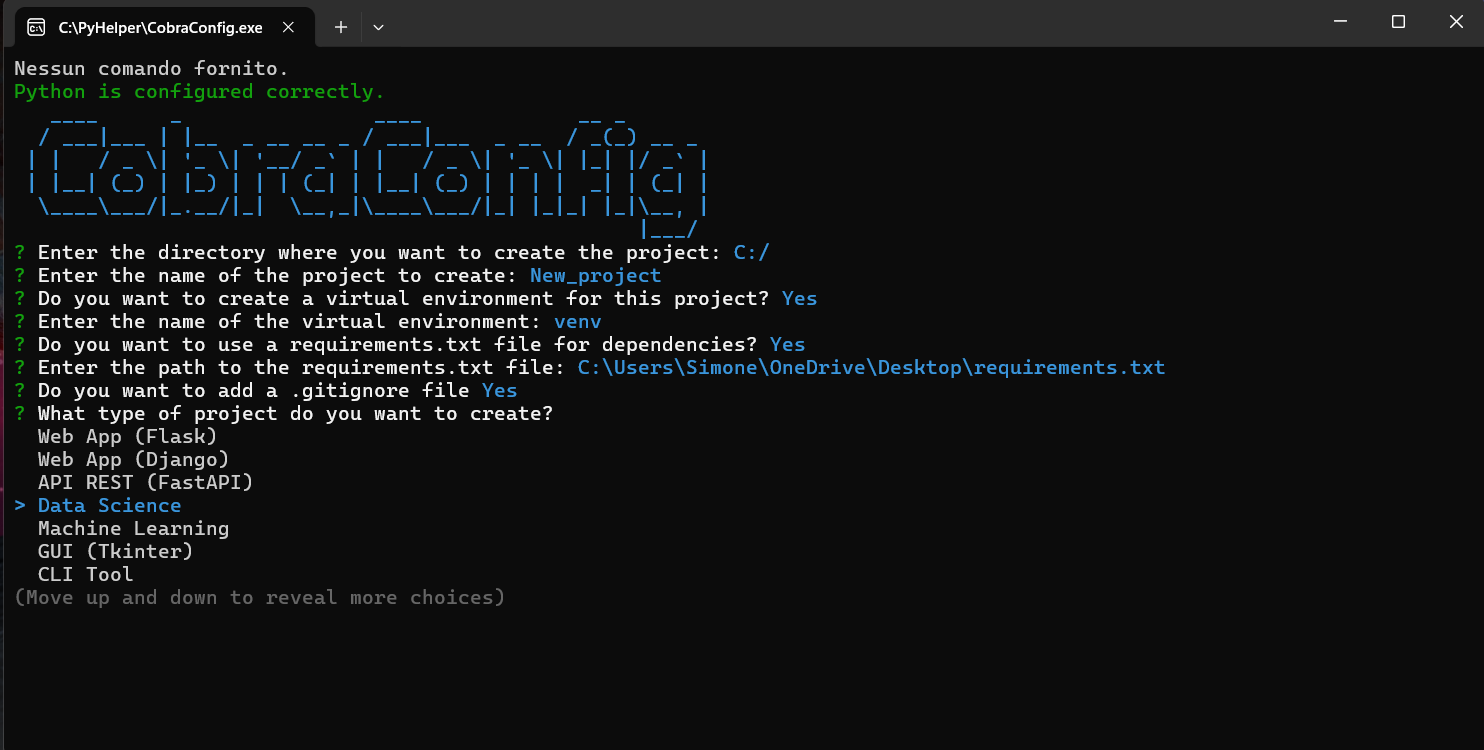 C:\PyHelper\CobraConfig.exe
Nessun comando fornito.
Python is configured correctly.
CobraConfig
? Enter the directory where you want to create the project: C:/
? Enter the name of the project to create: New_project
? Do you want to create a virtual environment for this project? Yes
? Enter the name of the virtual environment: venv
? Do you want to use a requirements.txt file for dependencies? Yes
? Enter the path to the requirements.txt file: C:\Users\Simone\OneDrive\Desktop\requirements.txt
? Do you want to add a .gitignore file Yes
? What type of project do you want to create?
Web App (Flask)
Web App (Django)
API REST (FastAPI)
> Data Science
Machine Learning
GUI (Tkinter)
CLI Tool
(Move up and down to reveal more choices)